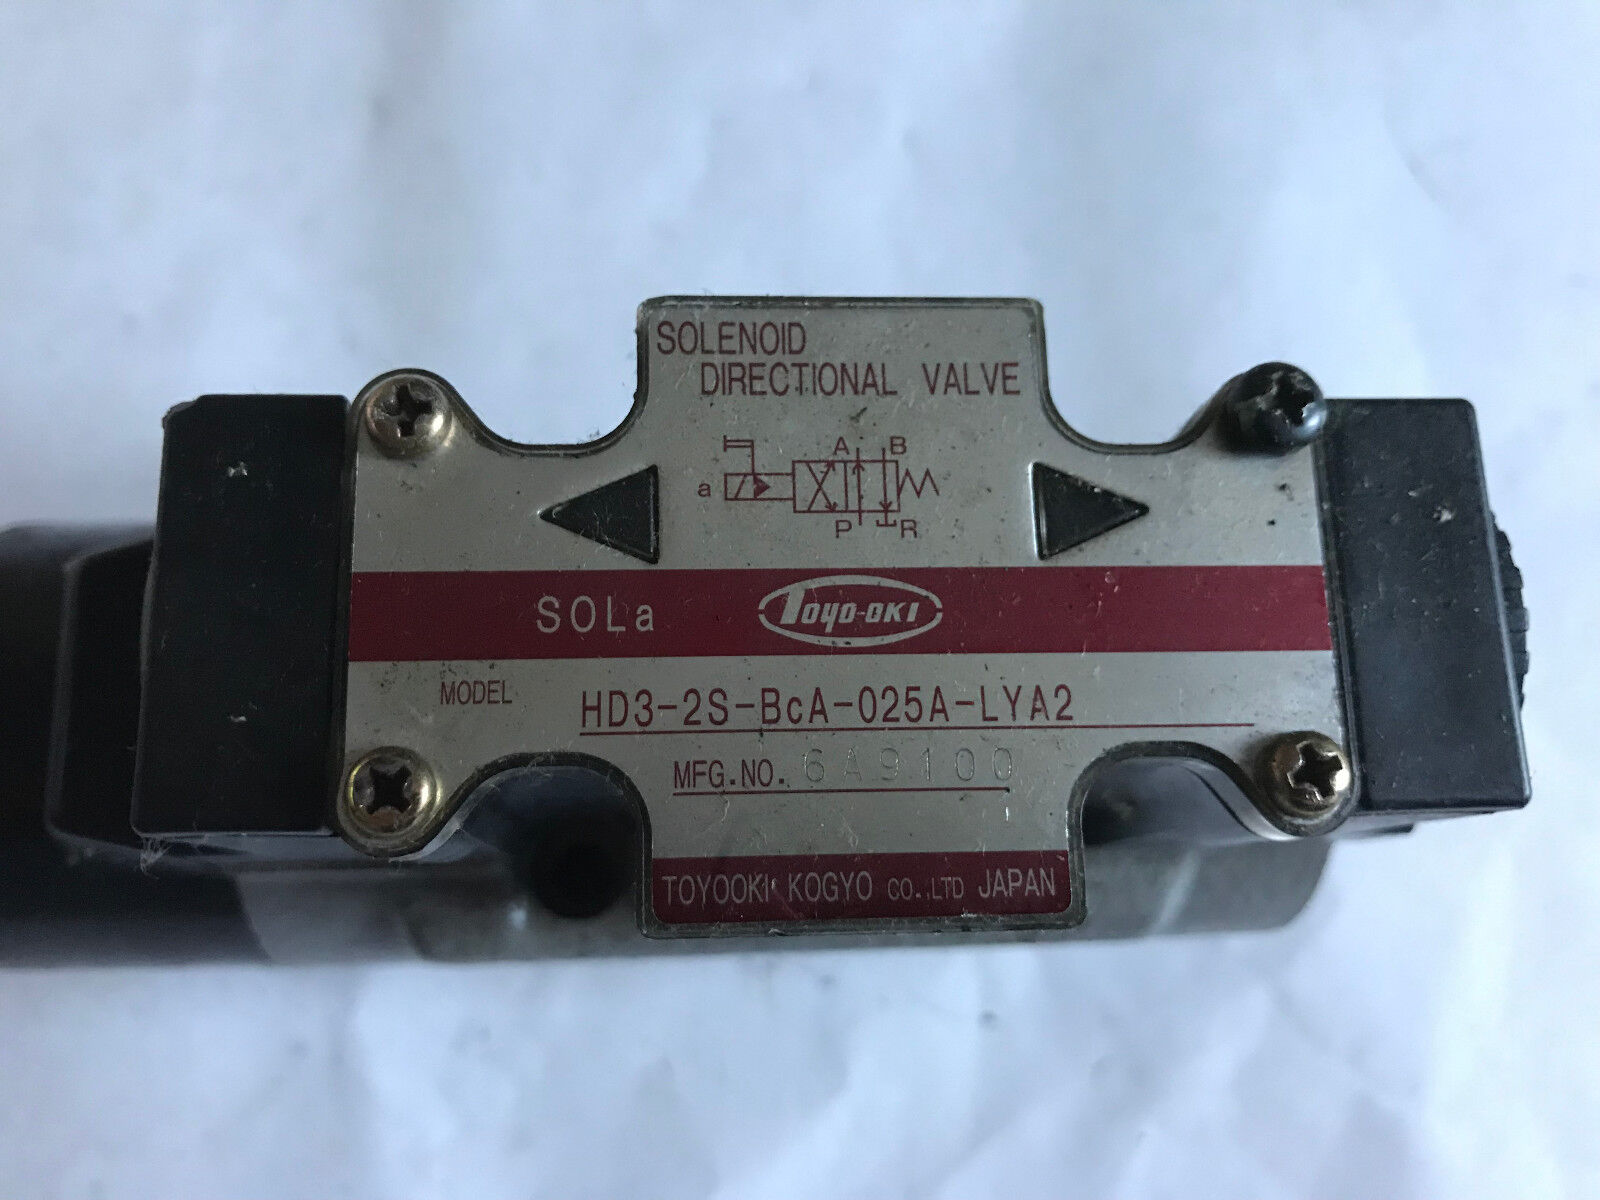 SOLENOID
DIRECTIONAL VALVE
A B
a
P R
SOLa TOYO-OKI
MODEL HD3-2S-BcA-025A-LYA2
MFG.NO. 6A9100
TOYOOKI KOGYO CO.,LTD JAPAN